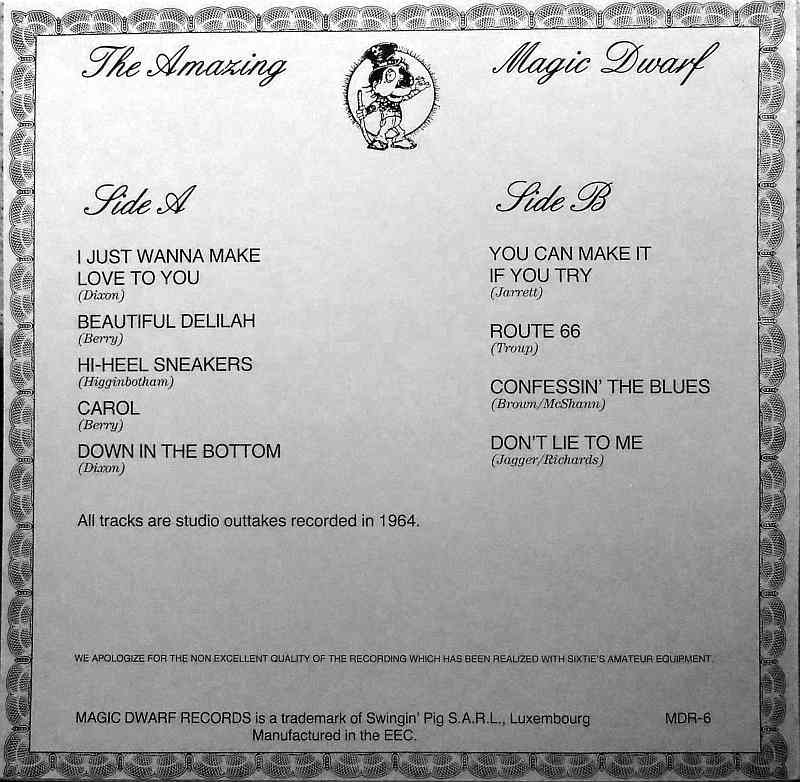 The Amazing
Magic Dwarf
Side A
I JUST WANNA MAKE
LOVE TO YOU
(Dixon)
BEAUTIFUL DELILAH
(Berry)
HI-HEEL SNEAKERS
(Higginbotham)
CAROL
(Berry)
DOWN IN THE BOTTOM
(Dixon)
Side B
YOU CAN MAKE IT
IF YOU TRY
(Jarrett)
ROUTE 66
(Troup)
CONFESSIN' THE BLUES
(Brown/McShann)
DON'T LIE TO ME
(Jagger/Richards)
All tracks are studio outtakes recorded in 1964.
WE APOLOGIZE FOR THE NON EXCELLENT QUALITY OF THE RECORDING WHICH HAS BEEN REALIZED WITH SIXTIE'S AMATEUR EQUIPMENT.
MAGIC DWARF RECORDS is a trademark of Swingin' Pig S.A.R.L., Luxembourg
MDR-6
Manufactured in the EEC.